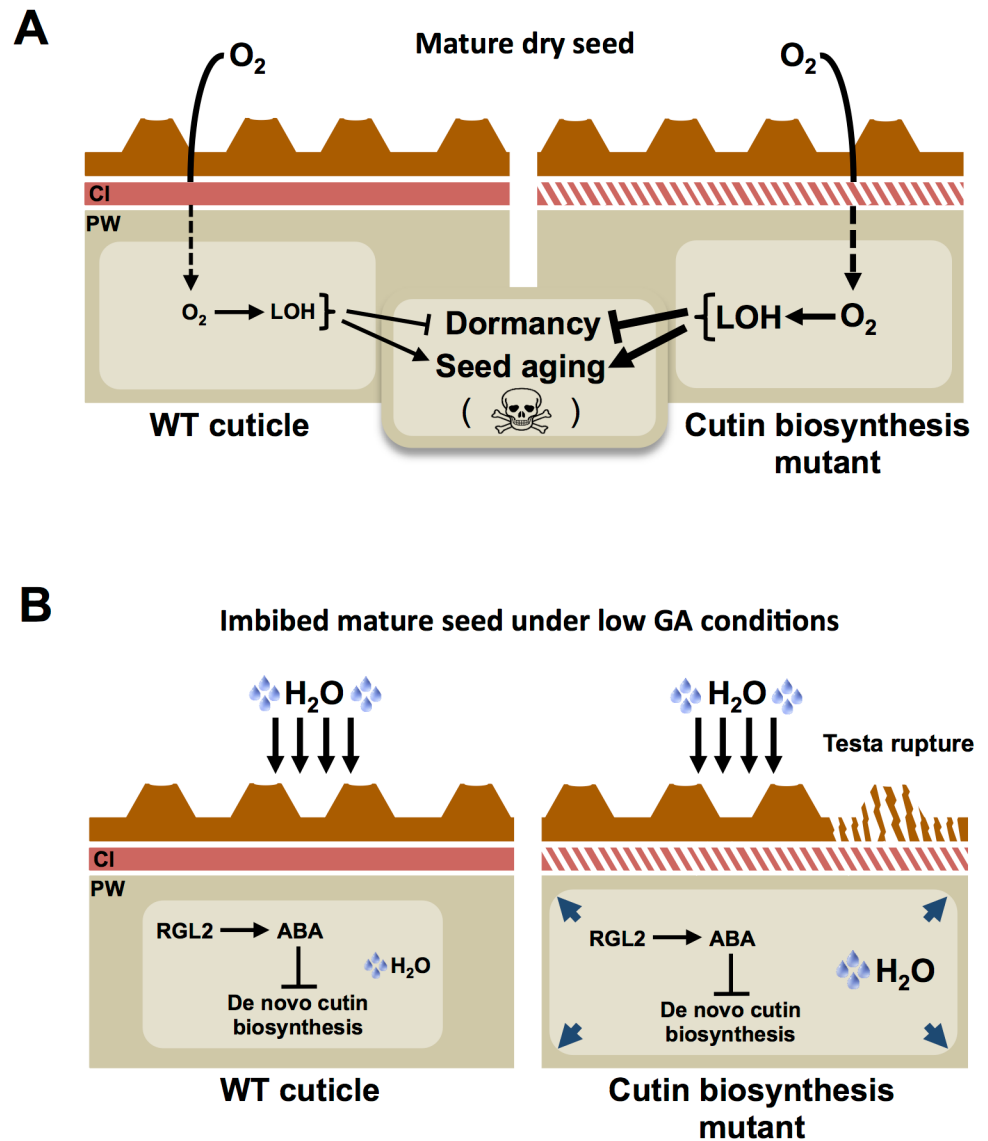 A
Mature dry seed
O₂
O₂
CI
PW
O₂
LOH
}
{
LOH
O₂
Dormancy
Seed aging
( )
WT cuticle
Cutin biosynthesis
mutant
B
Imbibed mature seed under low GA conditions
H₂O
H₂O
Testa rupture
CI
PW
RGL2
ABA
H₂O
De novo cutin
biosynthesis
RGL2
ABA
H₂O
De novo cutin
biosynthesis
WT cuticle
Cutin biosynthesis
mutant